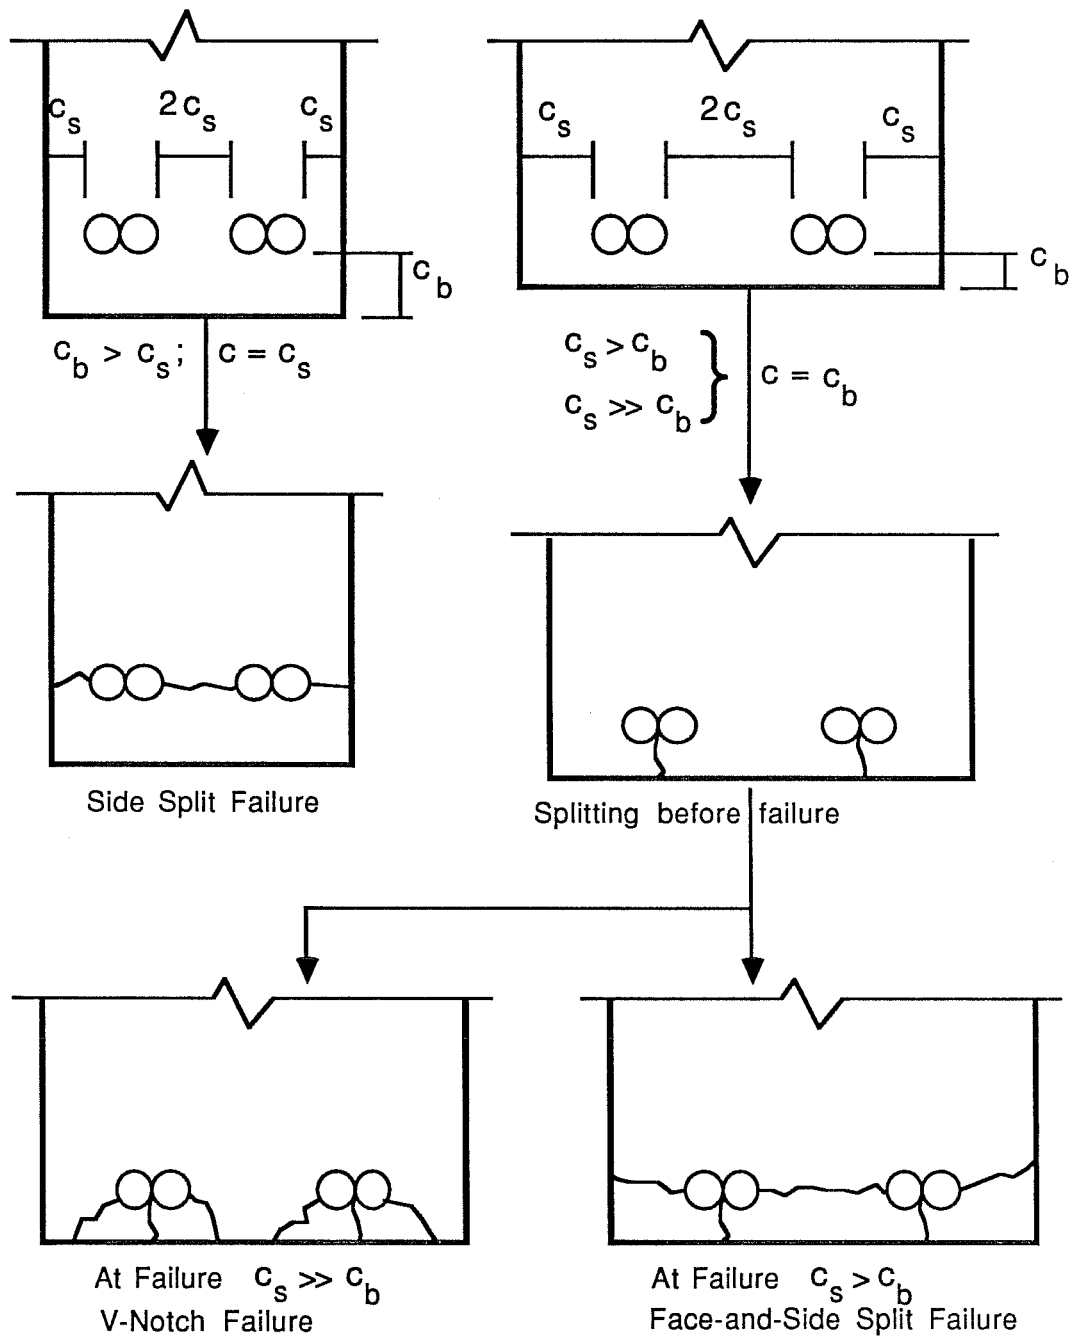 c_s 2c_s c_s
c_b
c_b > c_s; c = c_s
Side Split Failure
c_s 2c_s c_s
c_b
c_s > c_b
c_s >> c_b
} c = c_b
Splitting before failure
At Failure c_s >> c_b
V-Notch Failure
At Failure c_s > c_b
Face-and-Side Split Failure